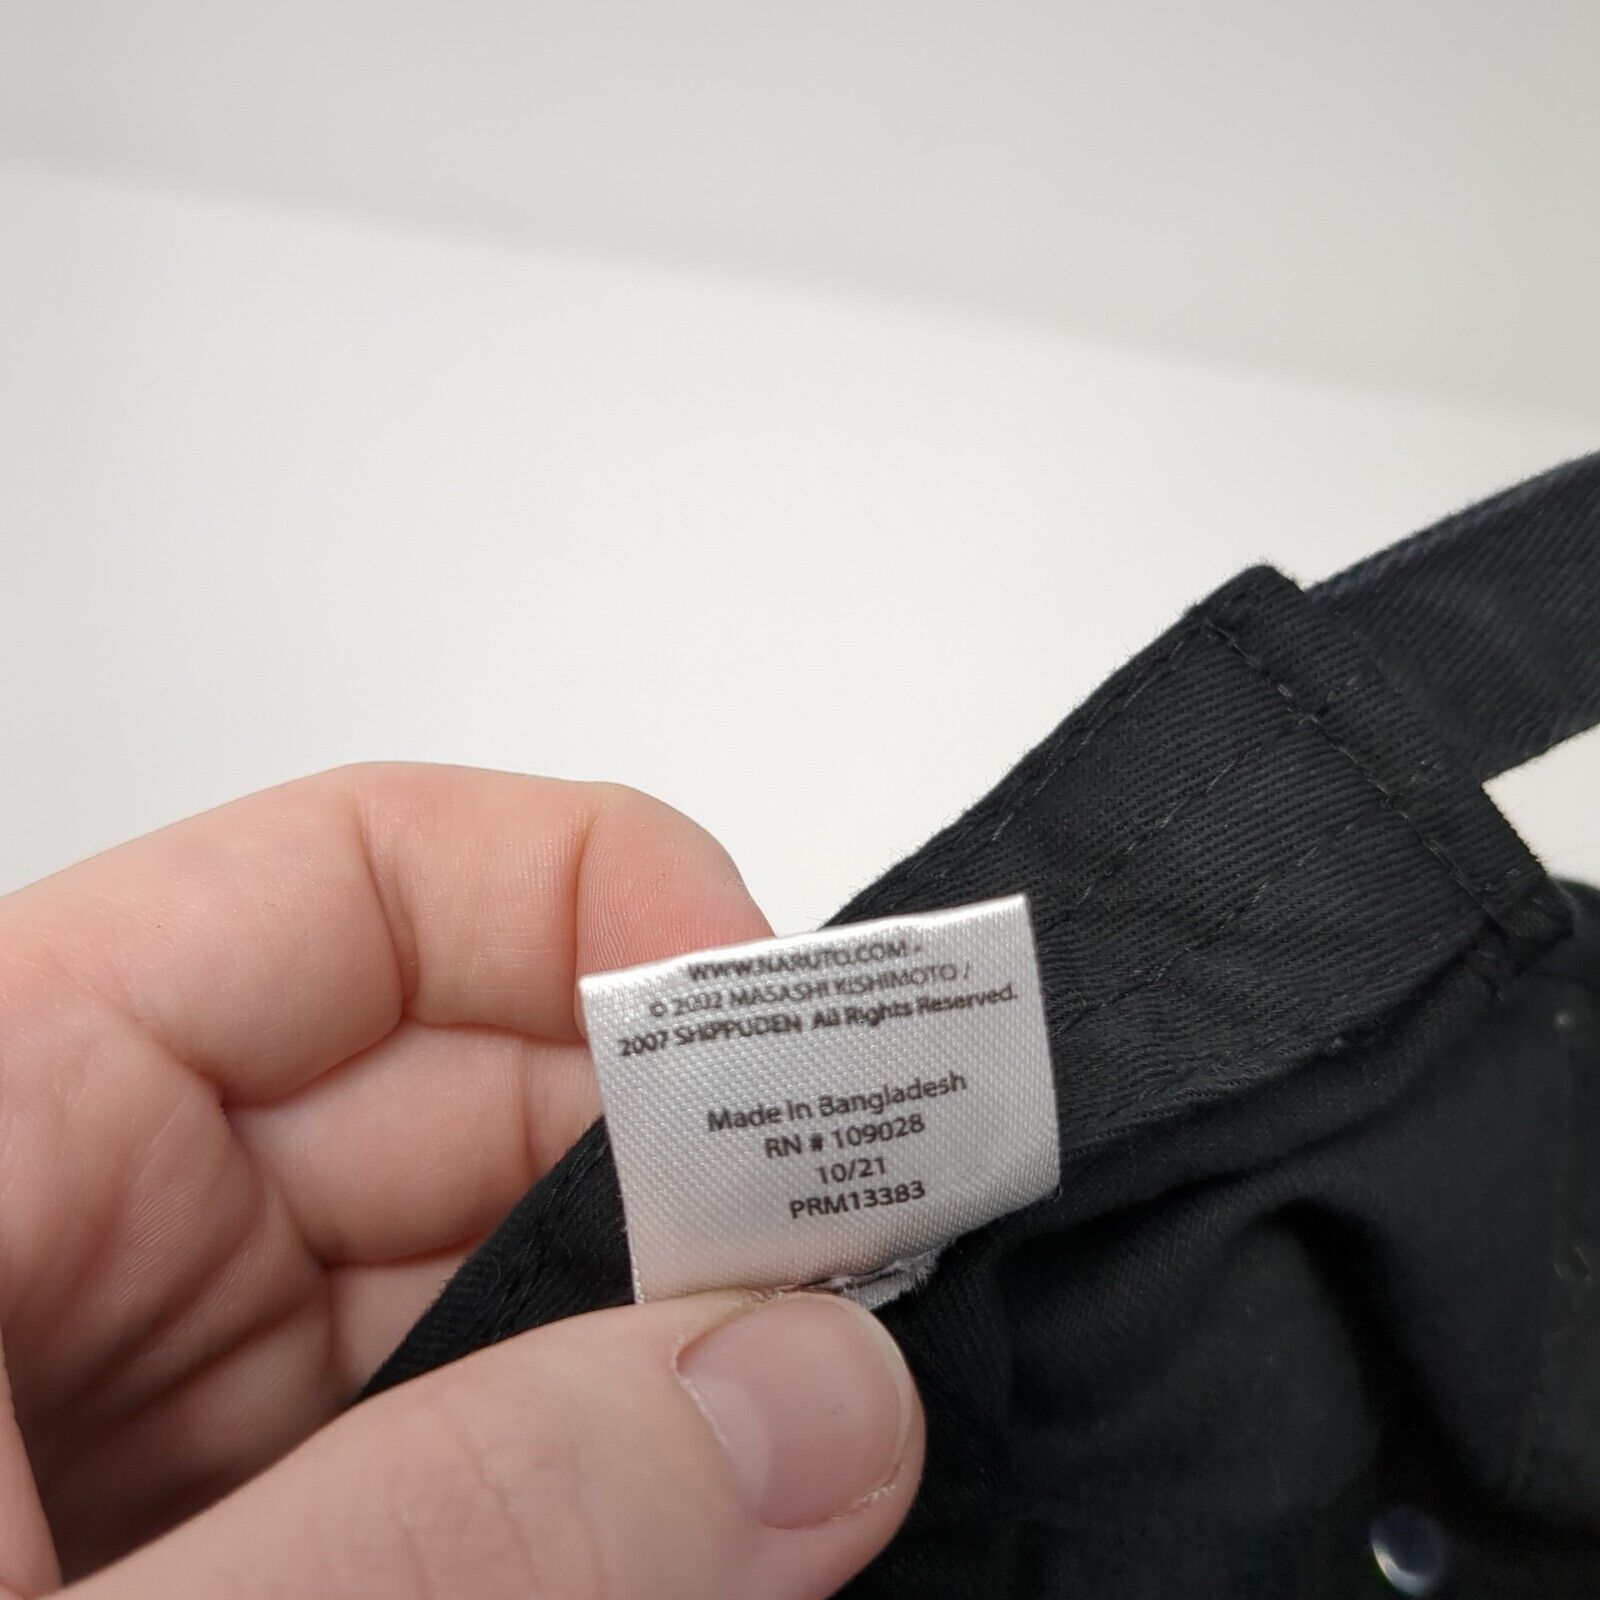 WWW.NARUTO.COM.
© 2002 MASASHI KISHIMOTO /
2007 SHIPPUDEN All Rights Reserved.
Made In Bangladesh
RN # 109028
10/21
PRM13383